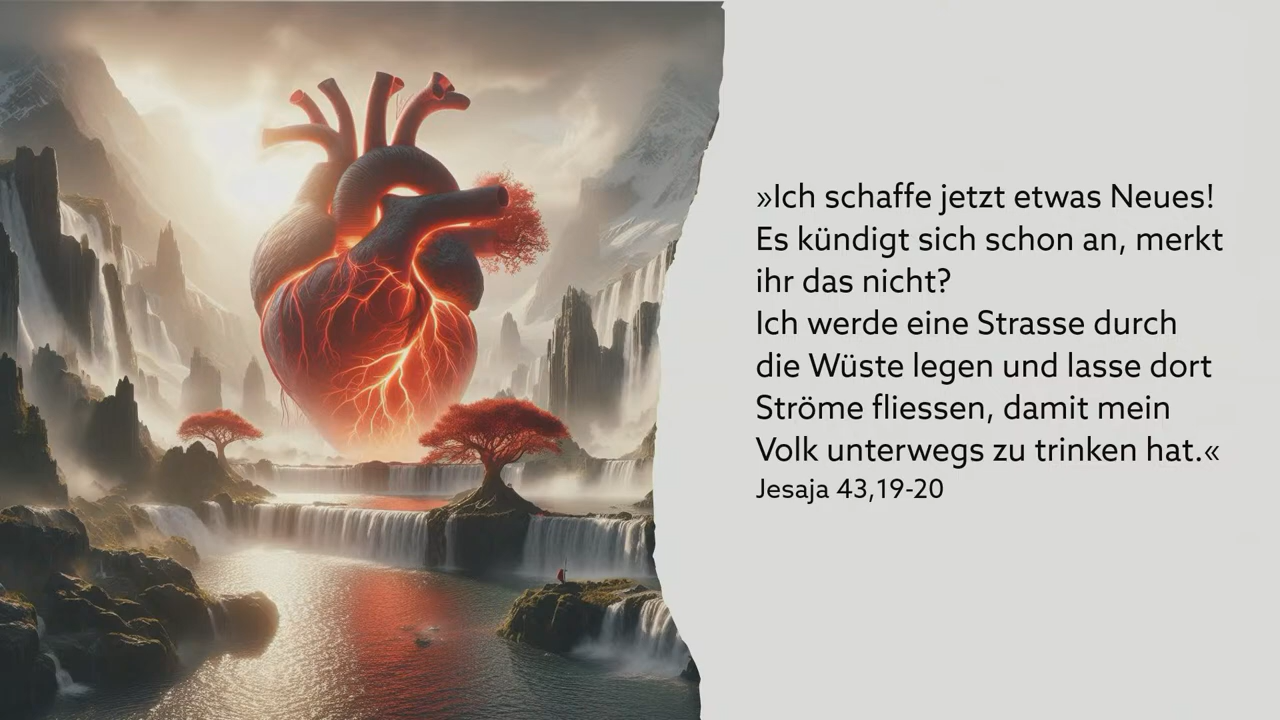 »Ich schaffe jetzt etwas Neues!
Es kündigt sich schon an, merkt
ihr das nicht?
Ich werde eine Strasse durch
die Wüste legen und lasse dort
Ströme fliessen, damit mein
Volk unterwegs zu trinken hat.«
Jesaja 43,19-20